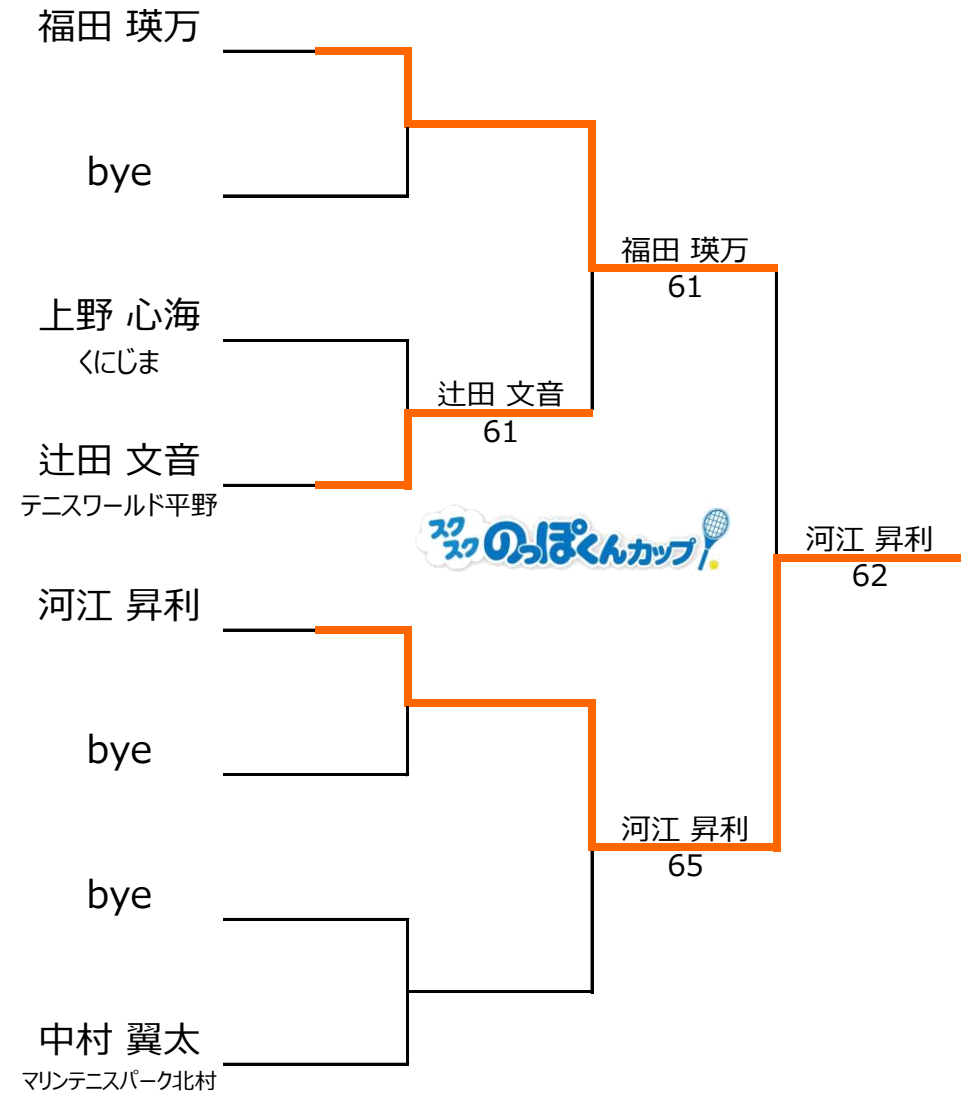 福田 瑛万
bye
福田 瑛万
61
上野 心海
くにじま
辻田 文音
61
辻田 文音
テニスワールド平野
スク
スク のっぽくんカップ
河江 昇利
62
河江 昇利
bye
河江 昇利
65
bye
中村 翼太
マリンテニスパーク北村